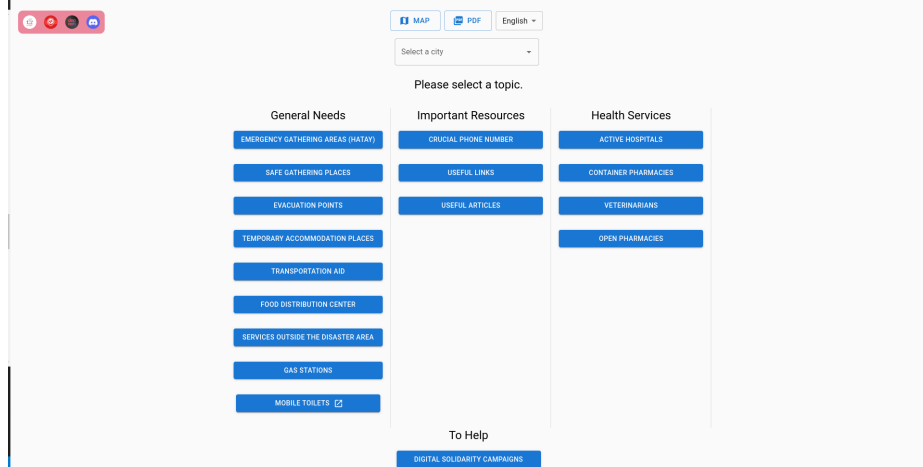 MAP
PDF
English
Select a city
Please select a topic.
General Needs
EMERGENCY GATHERING AREAS (HATAY)
SAFE GATHERING PLACES
EVACUATION POINTS
TEMPORARY ACCOMMODATION PLACES
TRANSPORTATION AID
FOOD DISTRIBUTION CENTER
SERVICES OUTSIDE THE DISASTER AREA
GAS STATIONS
MOBILE TOILETS
Important Resources
CRUCIAL PHONE NUMBER
USEFUL LINKS
USEFUL ARTICLES
Health Services
ACTIVE HOSPITALS
CONTAINER PHARMACIES
VETERINARIANS
OPEN PHARMACIES
To Help
DIGITAL SOLIDARITY CAMPAIGNS